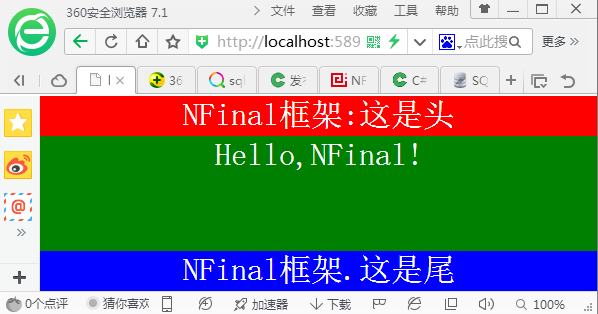 360安全浏览器 7.1
文件 查看 收藏 工具 帮助
http://localhost:589
点此搜
更多 »
36
sql
发布
NF
C#
SQ
NFinal框架:这是头
Hello,NFinal!
NFinal框架.这是尾
0个点评 猜你喜欢 加速器 下载 100%